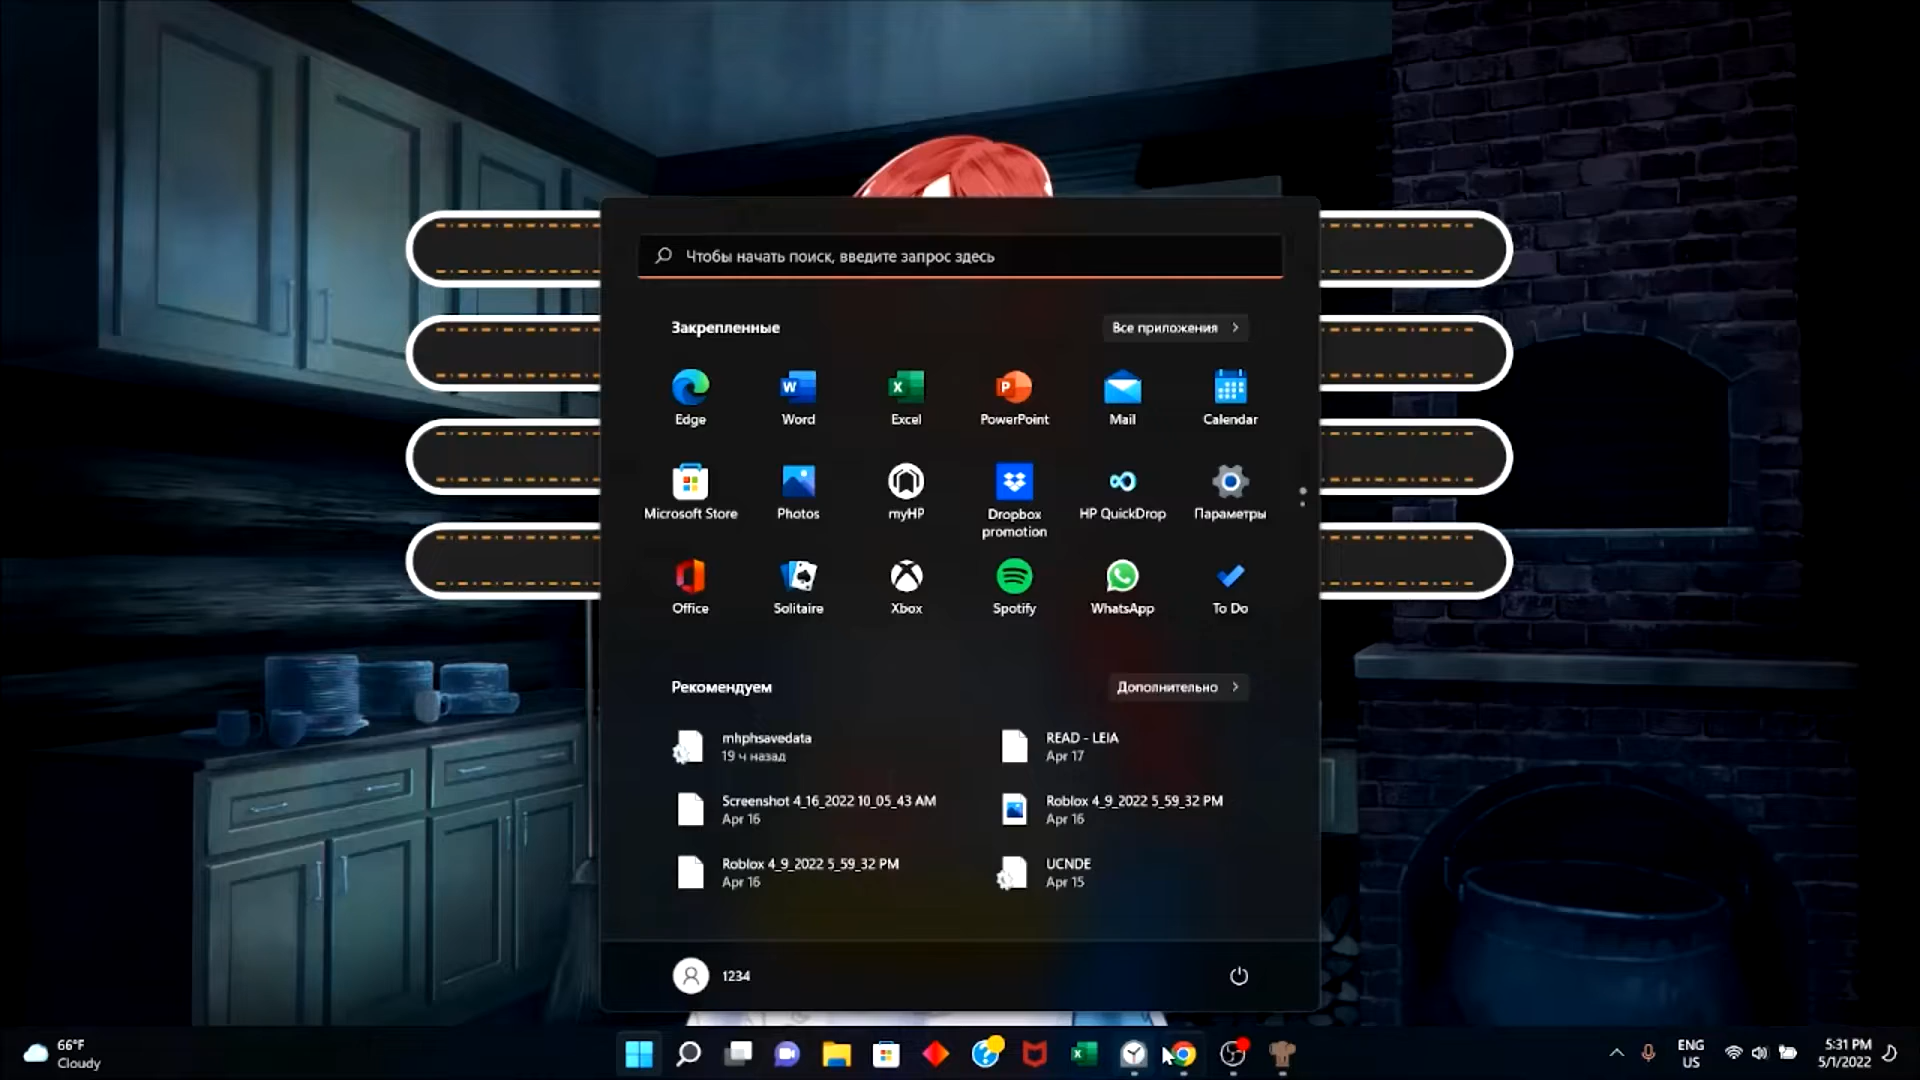 Чтобы начать поиск, введите запрос здесь
Закрепленные
Все приложения
Edge
Word
Excel
PowerPoint
Mail
Calendar
Microsoft Store
Photos
myHP
Dropbox
promotion
HP QuickDrop
Параметры
Office
Solitaire
Xbox
Spotify
WhatsApp
To Do
Рекомендуем
Дополнительно
mhphsavedata
19 ч назад
READ - LEIA
Apr 17
Screenshot 4_16_2022 10_05_43 AM
Apr 16
Roblox 4_9_2022 5_59_32 PM
Apr 16
Roblox 4_9_2022 5_59_32 PM
Apr 16
UCNDE
Apr 15
1234
66°F
Cloudy
ENG
US
5:31 PM
5/1/2022